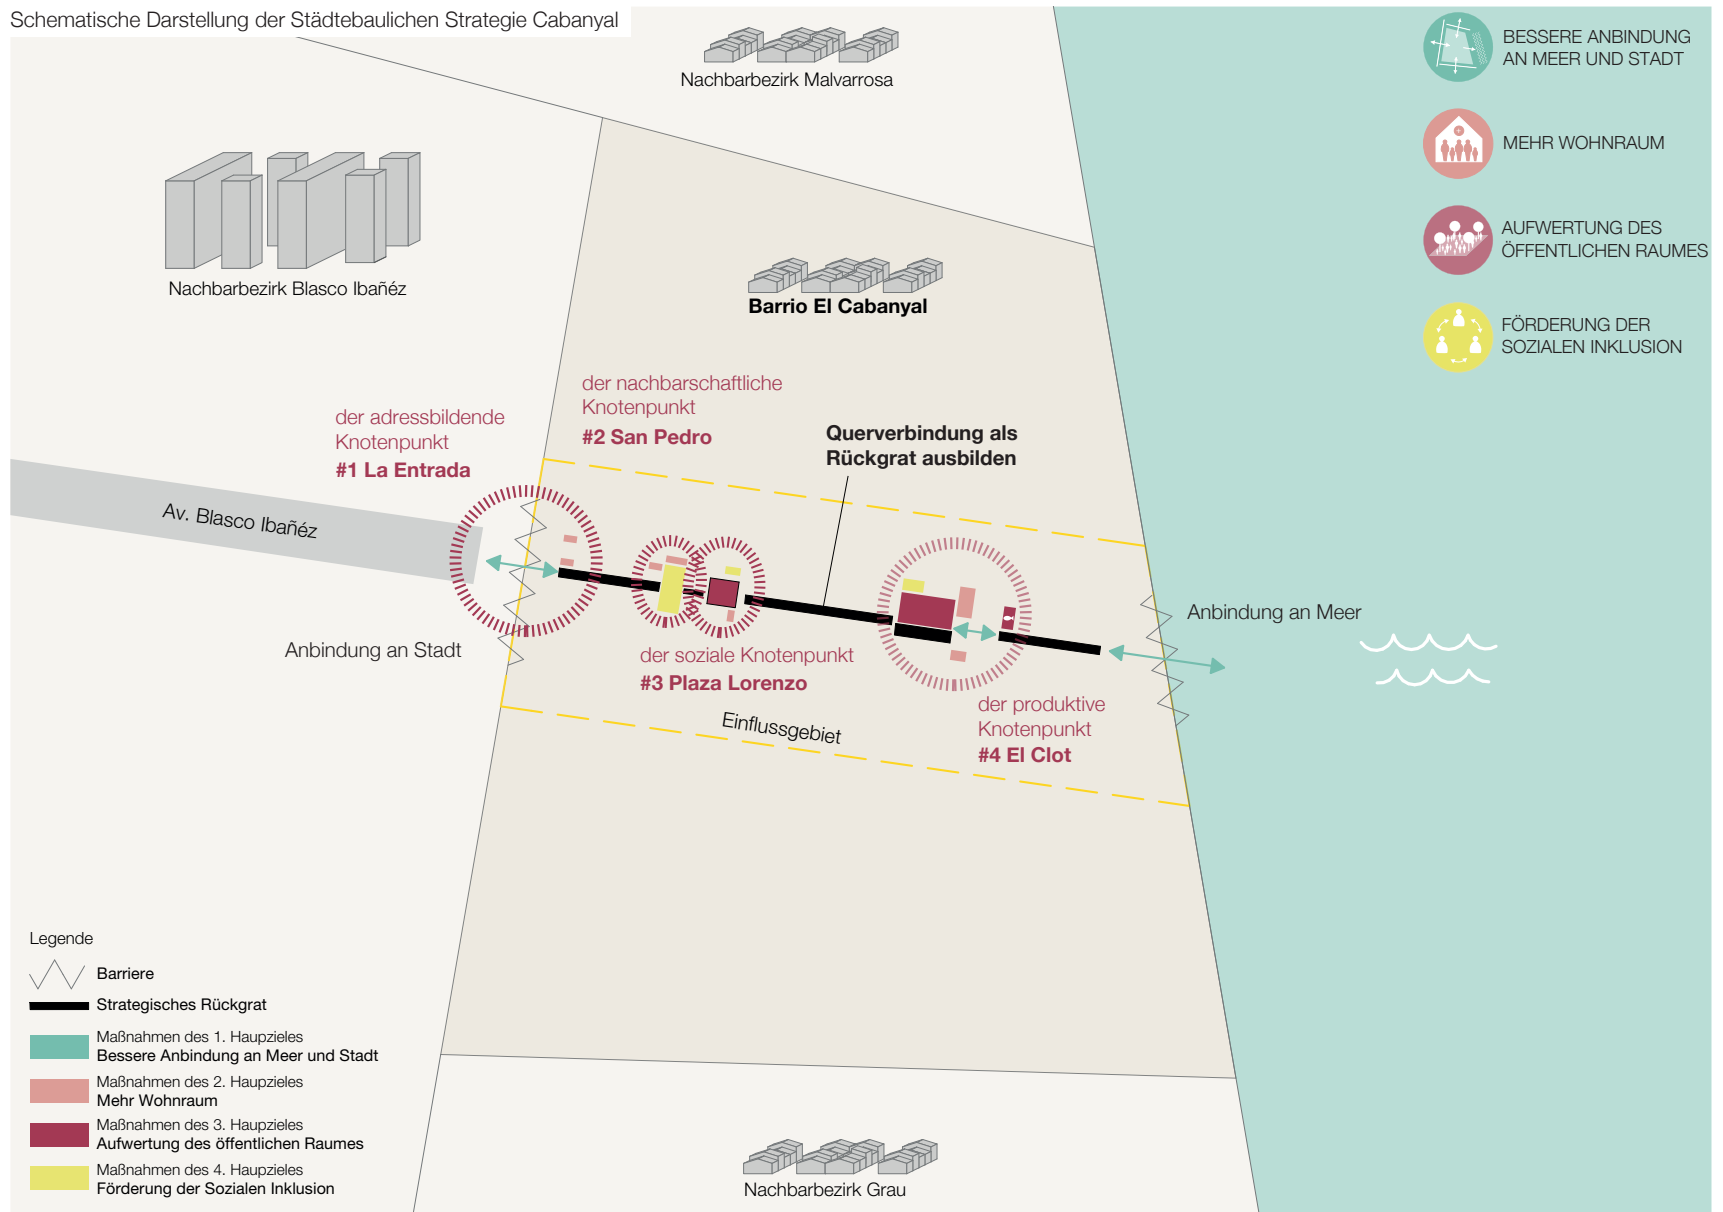 Schematische Darstellung der Städtebaulichen Strategie Cabanyal
Nachbarbezirk Malvarrosa
BESSERE ANBINDUNG
AN MEER UND STADT
MEHR WOHNRAUM
AUFWERTUNG DES
ÖFFENTLICHEN RAUMES
FÖRDERUNG DER
SOZIALEN INKLUSION
Nachbarbezirk Blasco Ibañéz
Barrio El Cabanyal
der adressbildende
Knotenpunkt
#1 La Entrada
der nachbarschaftliche
Knotenpunkt
#2 San Pedro
Querverbindung als
Rückgrat ausbilden
Av. Blasco Ibañéz
Anbindung an Stadt
Anbindung an Meer
der soziale Knotenpunkt
#3 Plaza Lorenzo
der produktive
Knotenpunkt
#4 El Clot
Einflussgebiet
Legende
Barriere
Strategisches Rückgrat
Maßnahmen des 1. Haupzieles
Bessere Anbindung an Meer und Stadt
Maßnahmen des 2. Haupzieles
Mehr Wohnraum
Maßnahmen des 3. Haupzieles
Aufwertung des öffentlichen Raumes
Maßnahmen des 4. Haupzieles
Förderung der Sozialen Inklusion
Nachbarbezirk Grau